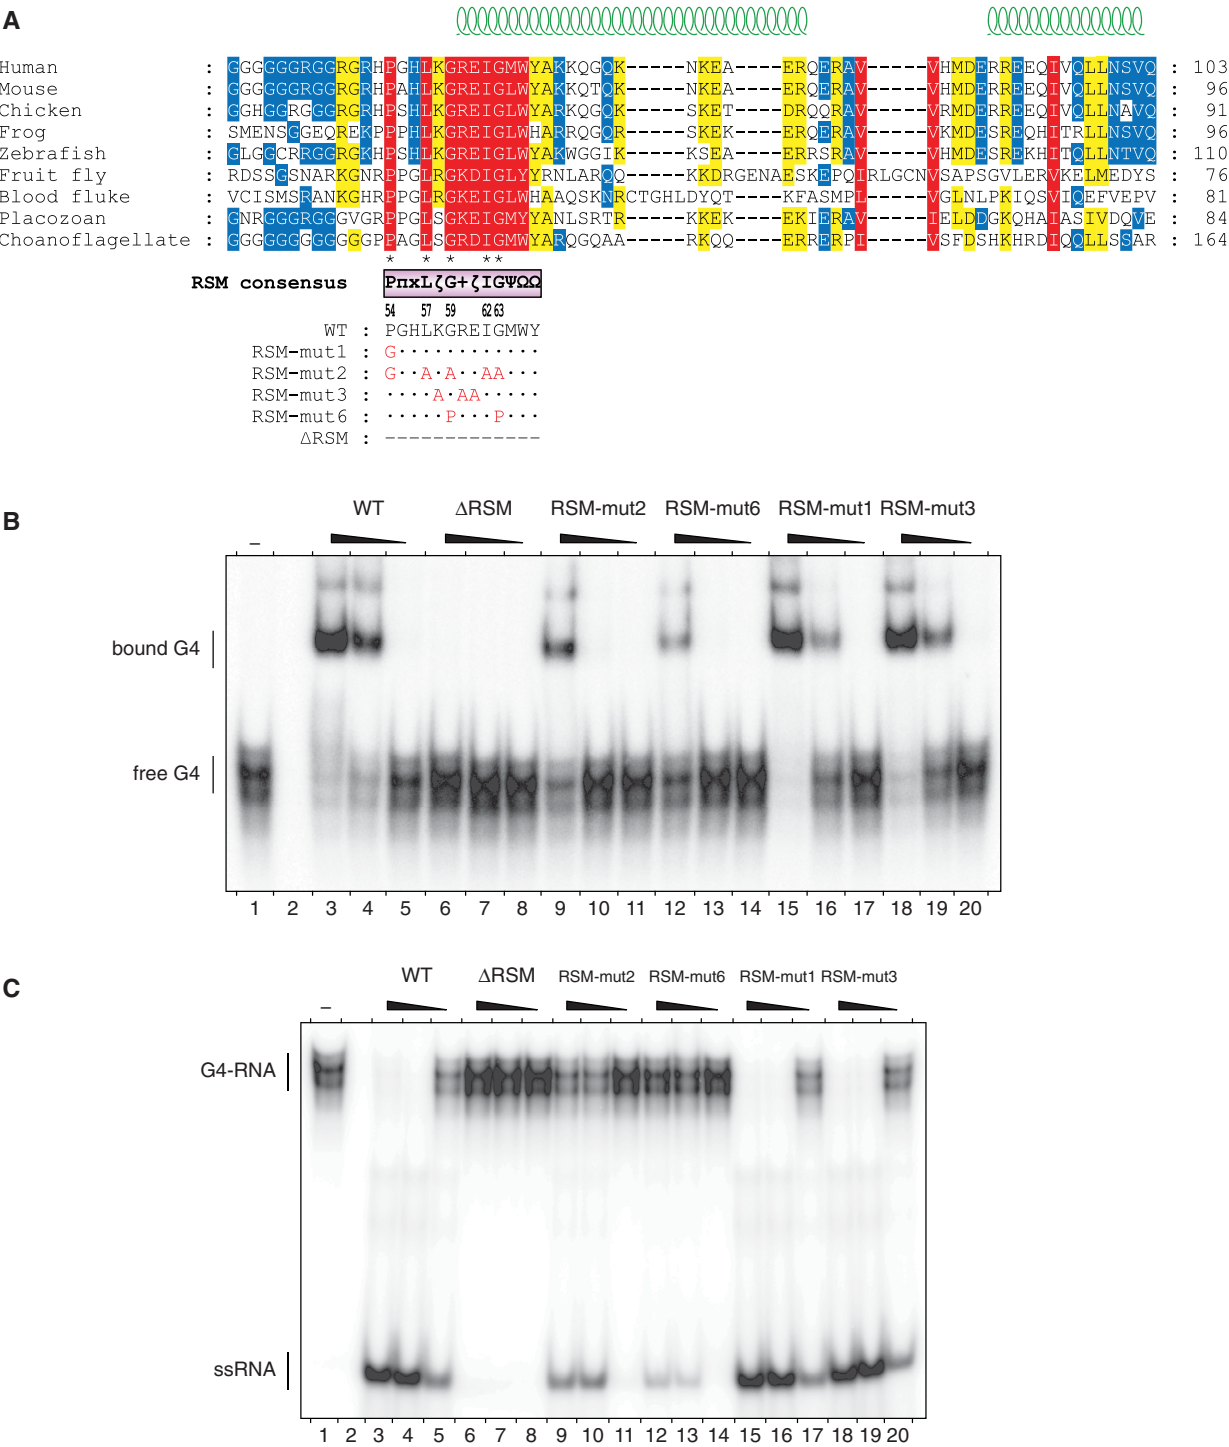 A
Human : GGGGGGRGGRGRHPGHLKGREIGMWYAKKQGQK-----NKEA----ERQERAV-----VHMDERREEQIVQLLNSVQ : 103
Mouse : GGGGGGRGGRGRHPAHLKGREIGMWYAKKQTQK-----NKEA----ERQERAV-----VHMDERREEQIVQLLNSVQ : 96
Chicken : GGHGGRGGGRGRHPSHLKGREIGLWYARKQGQK-----SKET----DRQQRAV-----VRMDERREEQIVQLLNAVQ : 91
Frog : SMENSGGEQREKPPPHLKGREIGLWHARRQGQR-----SKEK----ERQERAV-----VKMDESREQHITRLLNSVQ : 96
Zebrafish : GLGGCRRGGRGKHPSHLKGREIGLWYAKWGGIK-----KSEA----ERRSRAV-----VHMDESREKHITQLLNTVQ : 110
Fruit fly : RDSSGSNARKGNRPPGLRGKDIGLYYRNLARQQ-----KKDRGENAESKEPQIRLGCNVSAPSGVLERVKELMEDYS : 76
Blood fluke : VCISMSRANKGHRPPGLRGKEIGLWHAAQSKNRCTGHLDYQT----KFASMPL-----VGLNLPKIQSVIQEFVEPV : 81
Placozoan : GNRGGGRGGVGRPPGLSGKEIGMYYANLSRTR-----KKEK----EKIERAV-----IELDDGKQHAIASIVDQVE : 84
Choanoflagellate : GGGGGGGGGGGGPPAGLSGRDIGMWYARQGQAA-----RKQQ----ERRERPI-----VSFDSHKHRDIQQLLSSAR : 164
* * * **
RSM consensus PπxLζG+ζIGΨΩΩ
54 57 59 62 63
WT : PGHLKGREIGMWY
RSM-mut1 : G············
RSM-mut2 : G··A·A··AA···
RSM-mut3 : ····A·AA·····
RSM-mut6 : ·····P···P···
ΔRSM : -------------
B
WT ΔRSM RSM-mut2 RSM-mut6 RSM-mut1 RSM-mut3
–
bound G4
free G4
1 2 3 4 5 6 7 8 9 10 11 12 13 14 15 16 17 18 19 20
C
WT ΔRSM RSM-mut2 RSM-mut6 RSM-mut1 RSM-mut3
–
G4-RNA
ssRNA
1 2 3 4 5 6 7 8 9 10 11 12 13 14 15 16 17 18 19 20